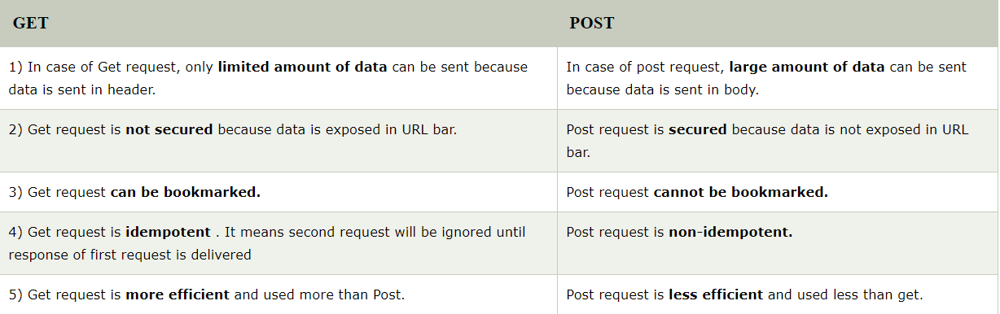 GET
POST
1) In case of Get request, only limited amount of data can be sent because
data is sent in header.
In case of post request, large amount of data can be sent
because data is sent in body.
2) Get request is not secured because data is exposed in URL bar.
Post request is secured because data is not exposed in URL
bar.
3) Get request can be bookmarked.
Post request cannot be bookmarked.
4) Get request is idempotent . It means second request will be ignored until
response of first request is delivered
Post request is non-idempotent.
5) Get request is more efficient and used more than Post.
Post request is less efficient and used less than get.